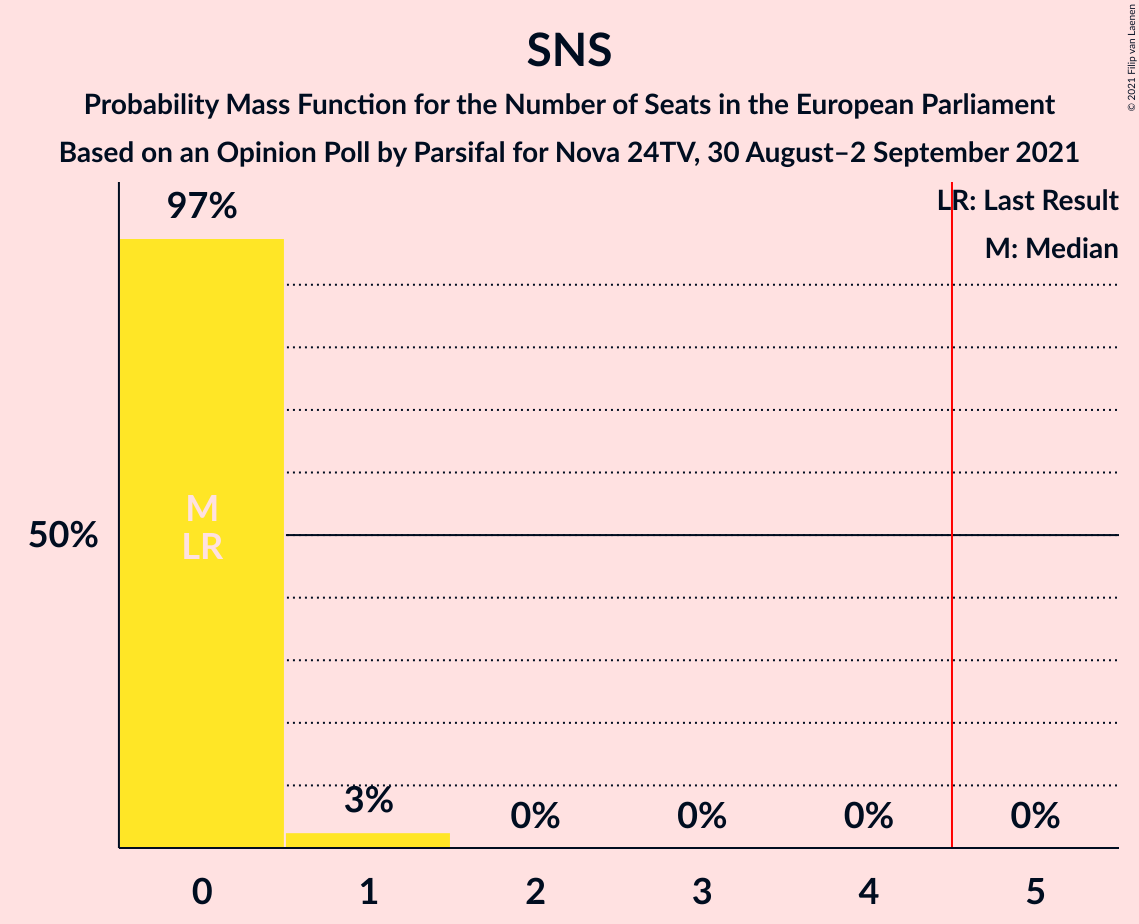 SNS
Probability Mass Function for the Number of Seats in the European Parliament
Based on an Opinion Poll by Parsifal for Nova 24TV, 30 August–2 September 2021
© 2021 Filip van Laenen
LR: Last Result
M: Median
97%
M
LR
50%
3%
0%
0%
0%
0%
0
1
2
3
4
5